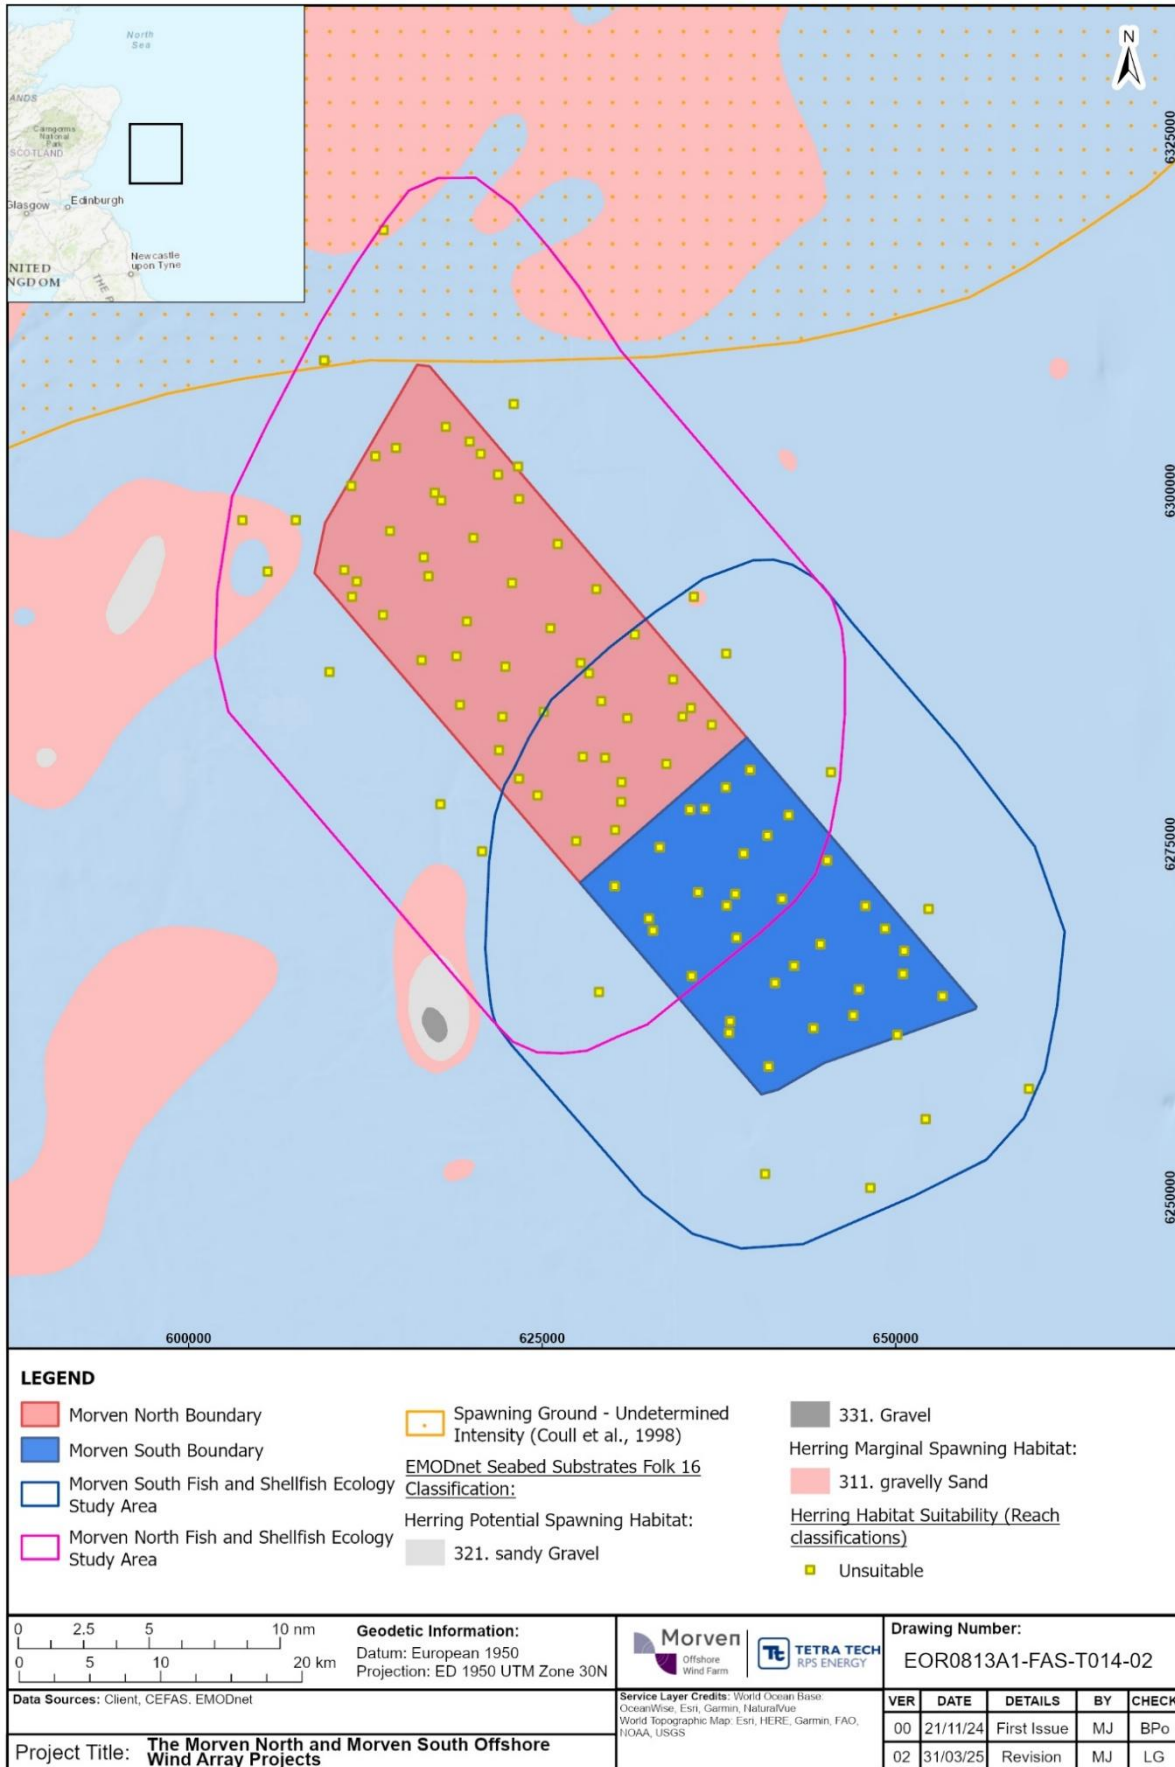 North
Sea
N
ANDS
Cairngorms
National
Park
SCOTLAND
Glasgow
Edinburgh
Newcastle
upon Tyne
NITED
NGDOM
THE P
6325000
6300000
6275000
6250000
600000
625000
650000
LEGEND
Morven North Boundary
Morven South Boundary
Morven South Fish and Shellfish Ecology
Study Area
Morven North Fish and Shellfish Ecology
Study Area
Spawning Ground - Undetermined
Intensity (Coull et al., 1998)
EMODnet Seabed Substrates Folk 16
Classification:
Herring Potential Spawning Habitat:
321. sandy Gravel
331. Gravel
Herring Marginal Spawning Habitat:
311. gravelly Sand
Herring Habitat Suitability (Reach
classifications)
Unsuitable
0 2.5 5 10 nm
0 5 10 20 km
Geodetic Information:
Datum: European 1950
Projection: ED 1950 UTM Zone 30N
Morven
Offshore
Wind Farm
Tt
TETRA TECH
RPS ENERGY
Drawing Number:
EOR0813A1-FAS-T014-02
Data Sources: Client, CEFAS. EMODnet
Service Layer Credits: World Ocean Base:
OceanWise, Esri, Garmin, NaturalVue
World Topographic Map: Esri, HERE, Garmin, FAO,
NOAA, USGS
VER DATE DETAILS BY CHECK
00 21/11/24 First Issue MJ BPo
02 31/03/25 Revision MJ LG
Project Title: The Morven North and Morven South Offshore
Wind Array Projects